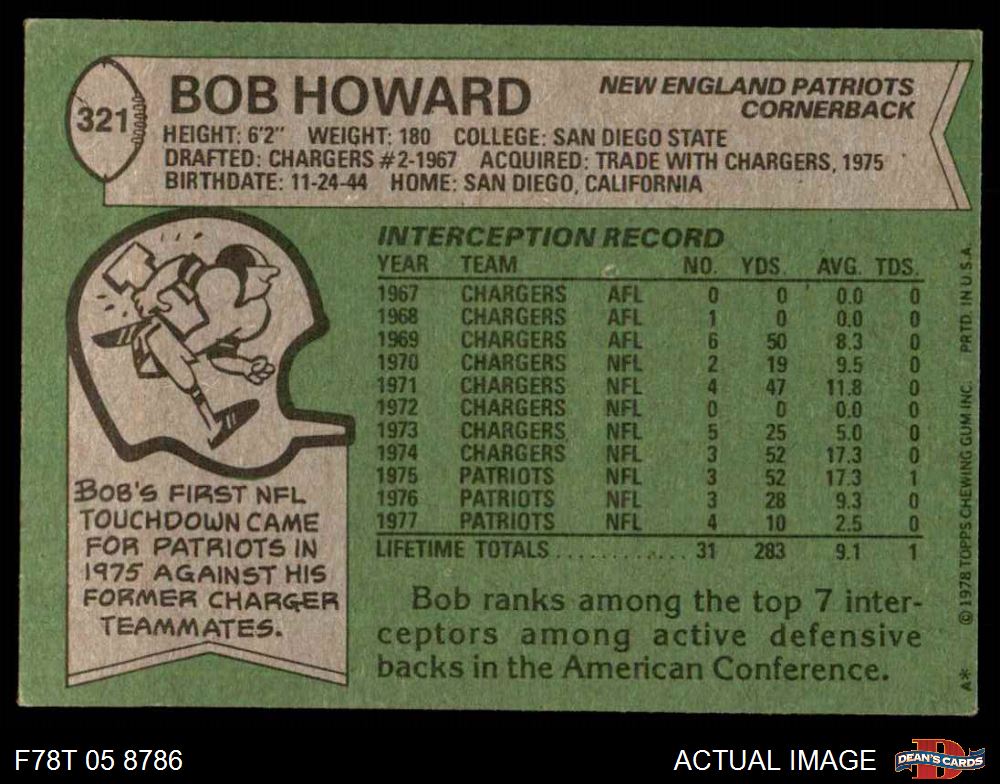 321
BOB HOWARD
NEW ENGLAND PATRIOTS
CORNERBACK
HEIGHT: 6'2" WEIGHT: 180 COLLEGE: SAN DIEGO STATE
DRAFTED: CHARGERS #2-1967 ACQUIRED: TRADE WITH CHARGERS, 1975
BIRTHDATE: 11-24-44 HOME: SAN DIEGO, CALIFORNIA
INTERCEPTION RECORD
YEAR TEAM NO. YDS. AVG. TDS.
1967 CHARGERS AFL 0 0 0.0 0
1968 CHARGERS AFL 1 0 0.0 0
1969 CHARGERS AFL 6 50 8.3 0
1970 CHARGERS NFL 2 19 9.5 0
1971 CHARGERS NFL 4 47 11.8 0
1972 CHARGERS NFL 0 0 0.0 0
1973 CHARGERS NFL 5 25 5.0 0
1974 CHARGERS NFL 3 52 17.3 0
1975 PATRIOTS NFL 3 52 17.3 1
1976 PATRIOTS NFL 3 28 9.3 0
1977 PATRIOTS NFL 4 10 2.5 0
LIFETIME TOTALS............. 31 283 9.1 1
BOB'S FIRST NFL
TOUCHDOWN CAME
FOR PATRIOTS IN
1975 AGAINST HIS
FORMER CHARGER
TEAMMATES.
Bob ranks among the top 7 inter-
ceptors among active defensive
backs in the American Conference.
A* © 1978 TOPPS CHEWING GUM INC. PRTD. IN U.S.A.
F78T 05 8786
ACTUAL IMAGE
D
DEAN'S CARDS